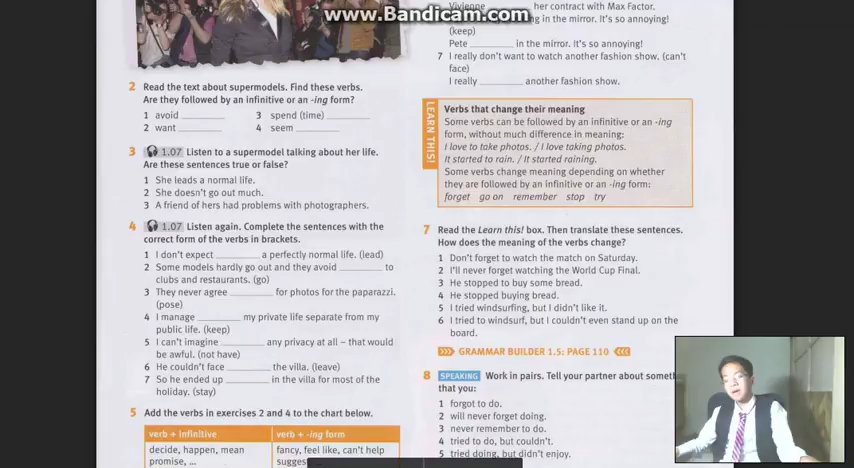 www.Bandicam.com
2 Read the text about supermodels. Find these verbs.
Are they followed by an infinitive or an -ing form?
1 avoid ________ 3 spend (time) ________
2 want ________ 4 seem ________
3 1.07 Listen to a supermodel talking about her life.
Are these sentences true or false?
1 She leads a normal life.
2 She doesn't go out much.
3 A friend of hers had problems with photographers.
4 1.07 Listen again. Complete the sentences with the
correct form of the verbs in brackets.
1 I don't expect ________ a perfectly normal life. (lead)
2 Some models hardly go out and they avoid ________ to
clubs and restaurants. (go)
3 They never agree ________ for photos for the paparazzi.
(pose)
4 I manage ________ my private life separate from my
public life. (keep)
5 I can't imagine ________ any privacy at all – that would
be awful. (not have)
6 He couldn't face ________ the villa. (leave)
7 So he ended up ________ in the villa for most of the
holiday. (stay)
5 Add the verbs in exercises 2 and 4 to the chart below.
verb + infinitive verb + -ing form
decide, happen, mean fancy, feel like, can't help
promise, ...
Vivienne ________ her contract with Max Factor.
in the mirror. It's so annoying!
(keep)
Pete ________ in the mirror. It's so annoying!
7 I really don't want to watch another fashion show. (can't
face)
I really ________ another fashion show.
LEARN THIS!
Verbs that change their meaning
Some verbs can be followed by an infinitive or an -ing
form, without much difference in meaning:
I love to take photos. / I love taking photos.
It started to rain. / It started raining.
Some verbs change meaning depending on whether
they are followed by an infinitive or an -ing form:
forget go on remember stop try
7 Read the Learn this! box. Then translate these sentences.
How does the meaning of the verbs change?
1 Don't forget to watch the match on Saturday.
2 I'll never forget watching the World Cup Final.
3 He stopped to buy some bread.
4 He stopped buying bread.
5 I tried windsurfing, but I didn't like it.
6 I tried to windsurf, but I couldn't even stand up on the
board.
GRAMMAR BUILDER 1.5: PAGE 110
8 SPEAKING Work in pairs. Tell your partner about
that you:
1 forgot to do.
2 will never forget doing.
3 never remember to do.
4 tried to do, but couldn't.
5 tried doing, but didn't enjoy.